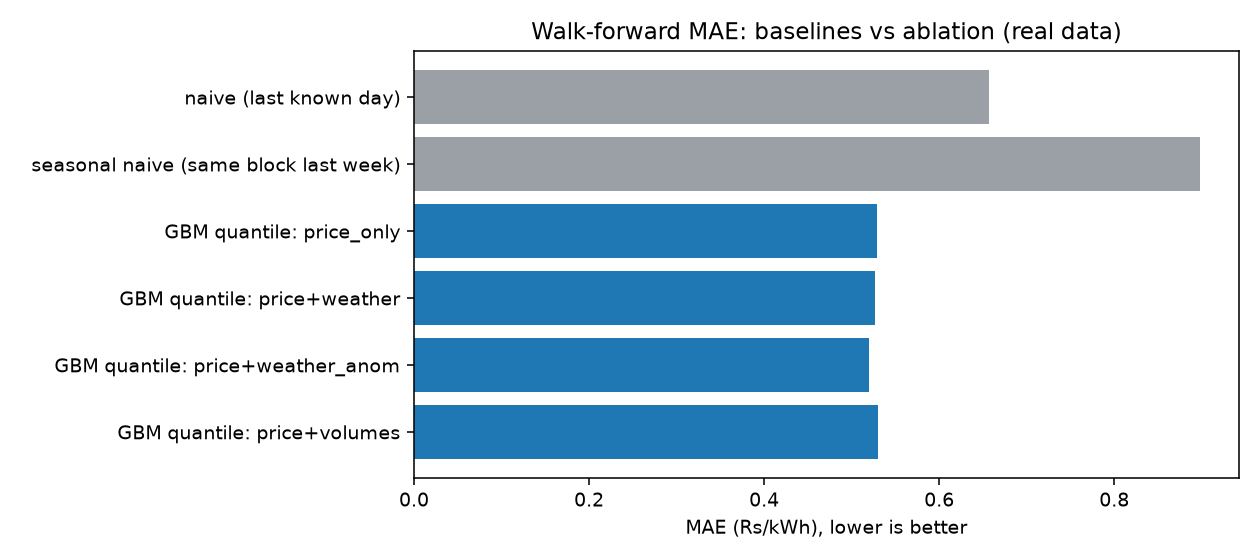 Walk-forward MAE: baselines vs ablation (real data)
naive (last known day)
seasonal naive (same block last week)
GBM quantile: price_only
GBM quantile: price+weather
GBM quantile: price+weather_anom
GBM quantile: price+volumes
0.0 0.2 0.4 0.6 0.8
MAE (Rs/kWh), lower is better